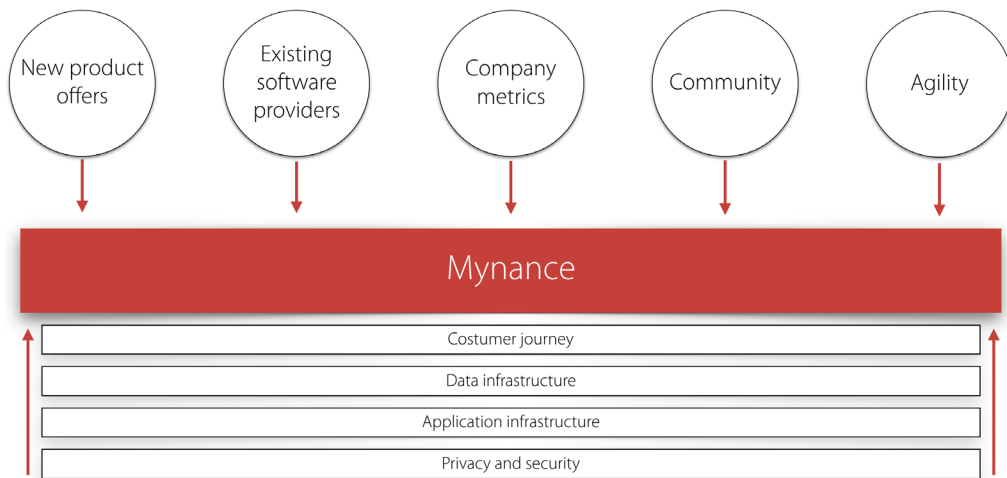 New product
offers
Existing
software
providers
Company
metrics
Community
Agility
Mynance
Costumer journey
Data infrastructure
Application infrastructure
Privacy and security